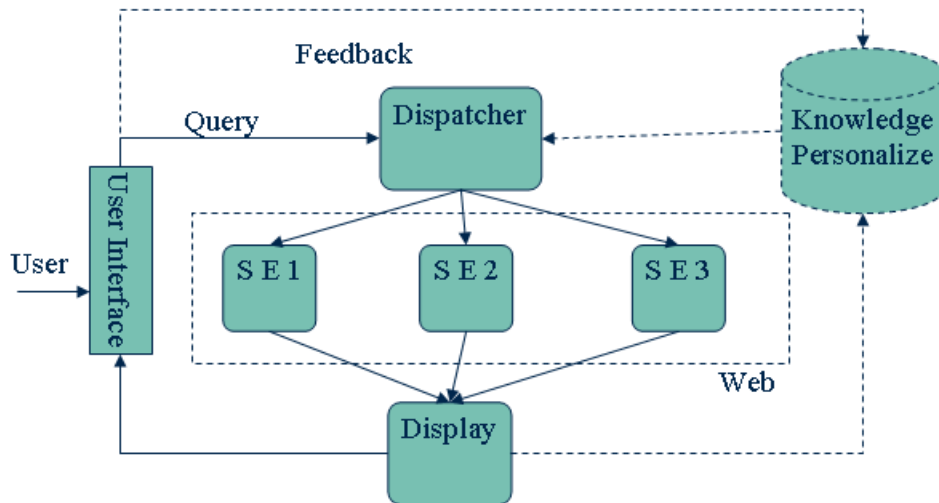 Feedback
Query
Dispatcher
Knowledge
Personalize
User Interface
User
S E 1
S E 2
S E 3
Web
Display